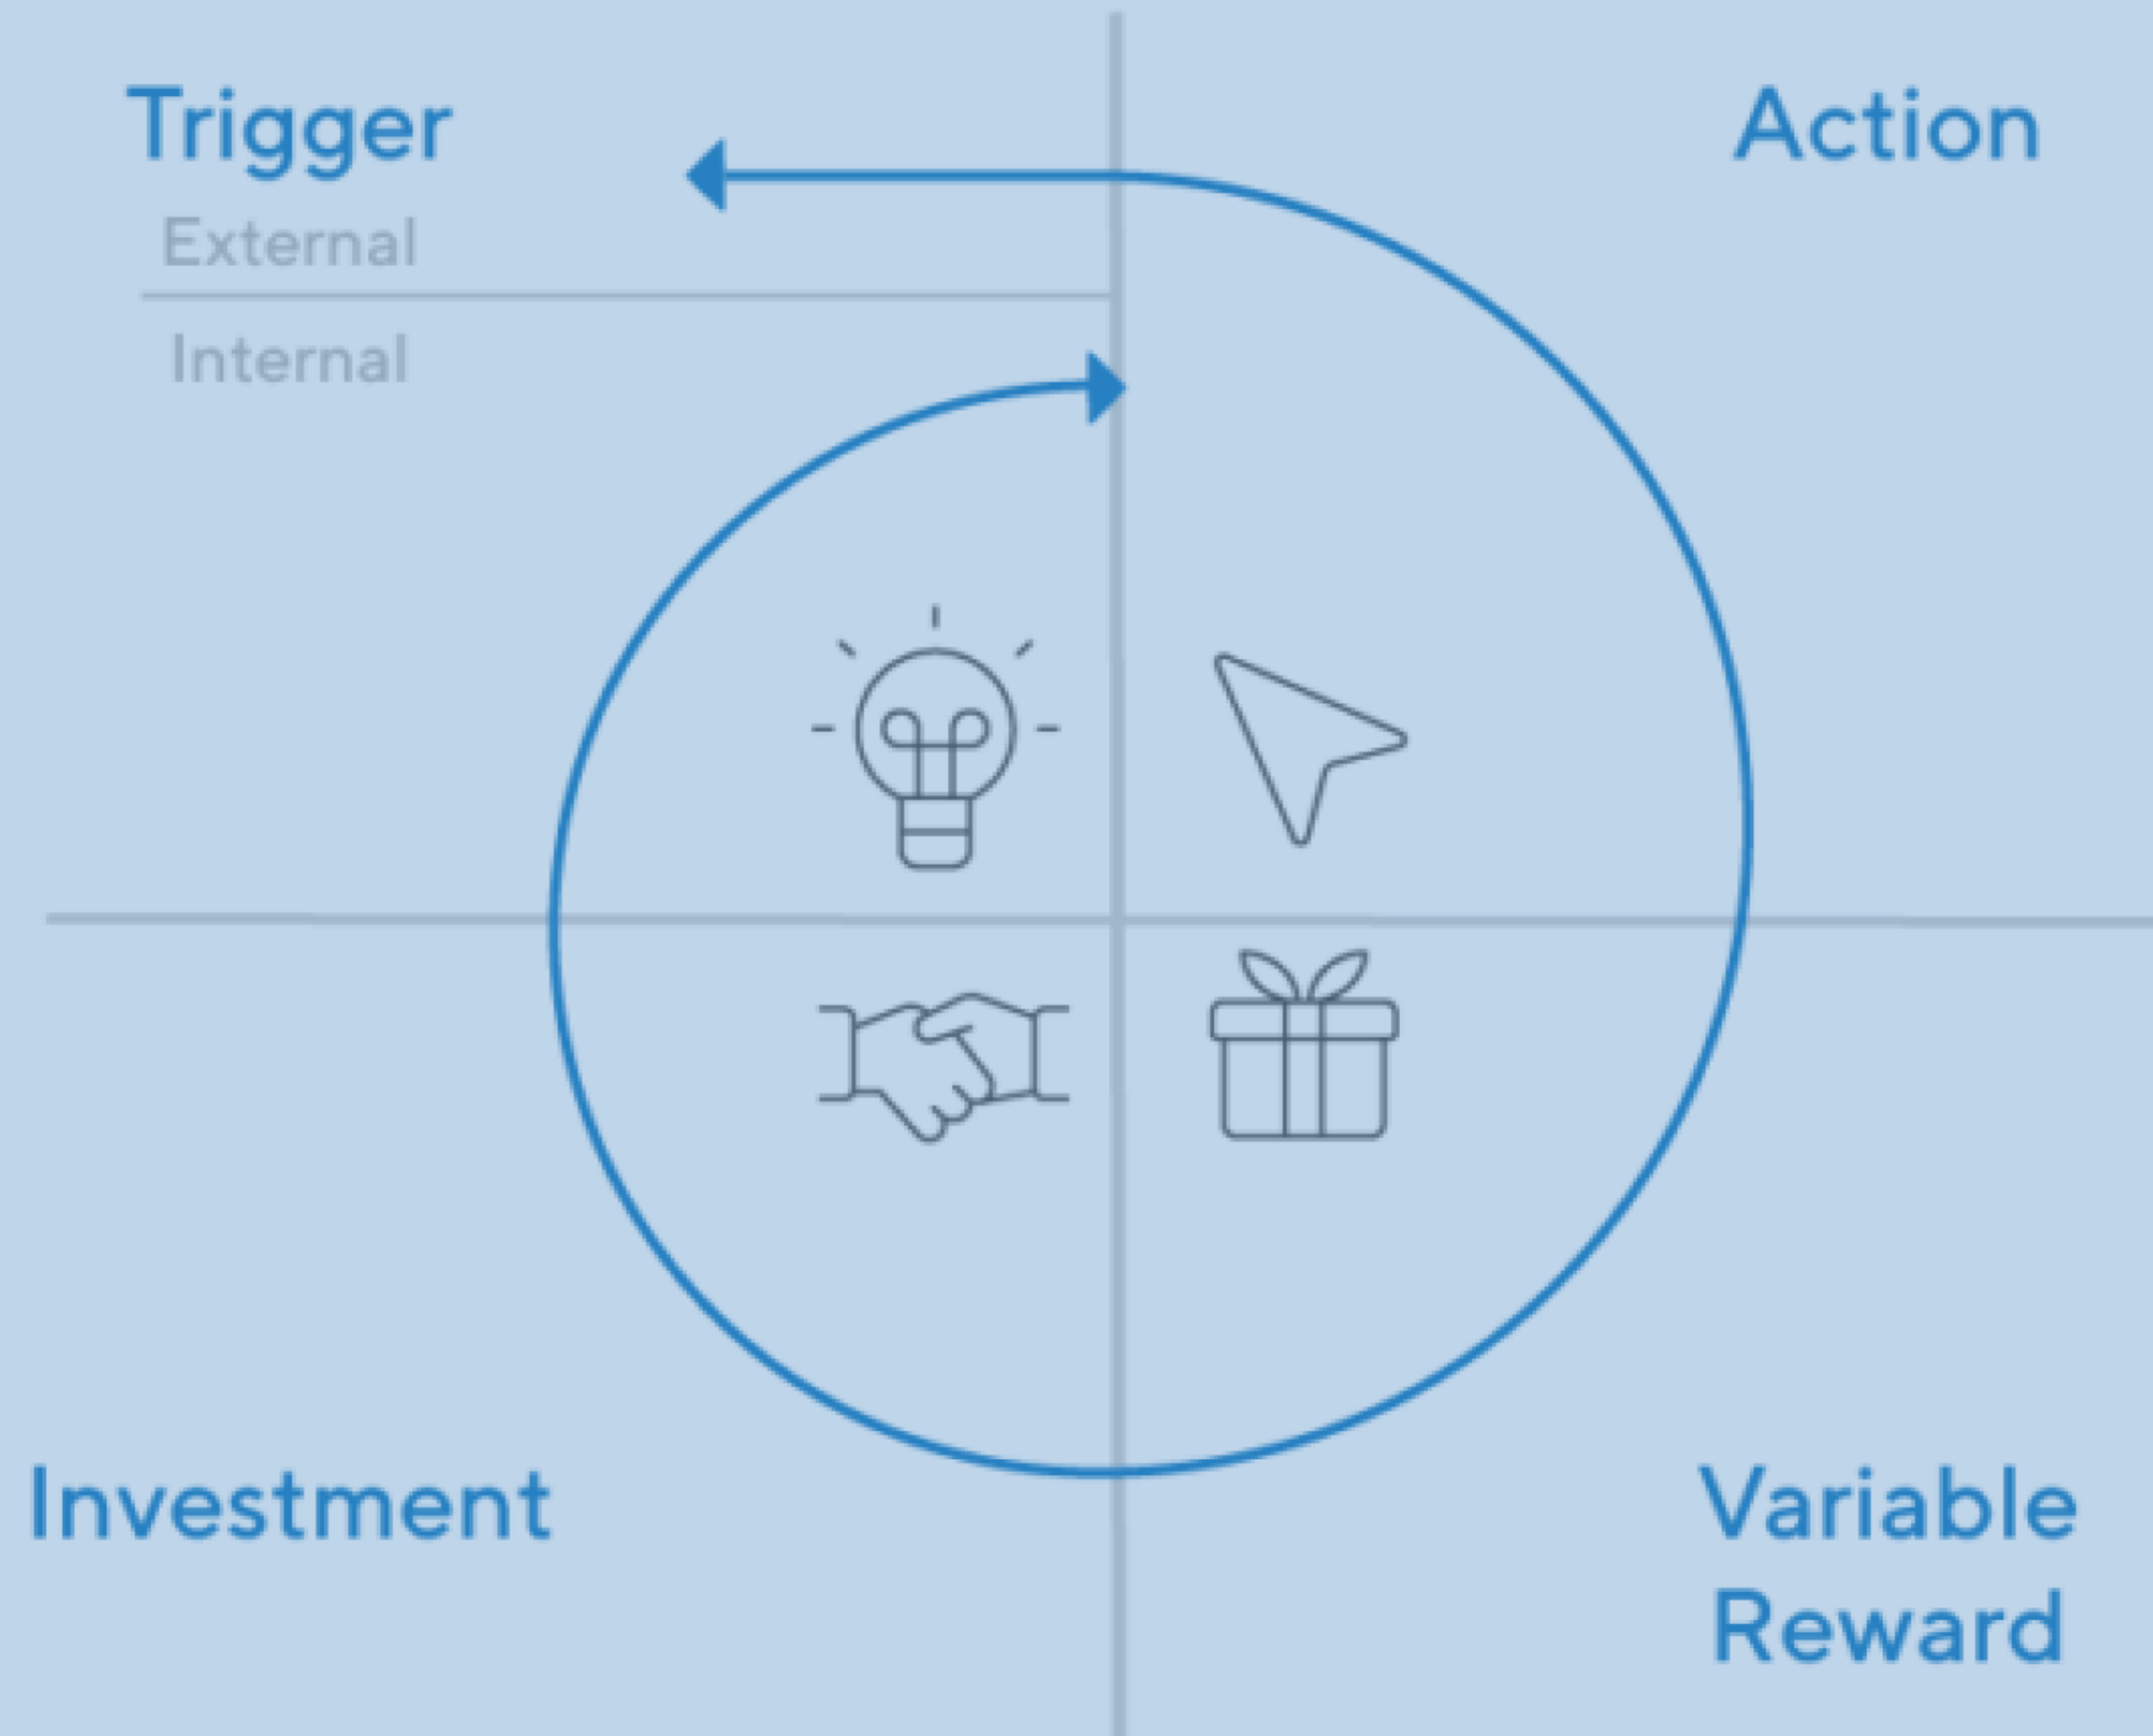 Trigger
Action
External
Internal
Investment
Variable
Reward